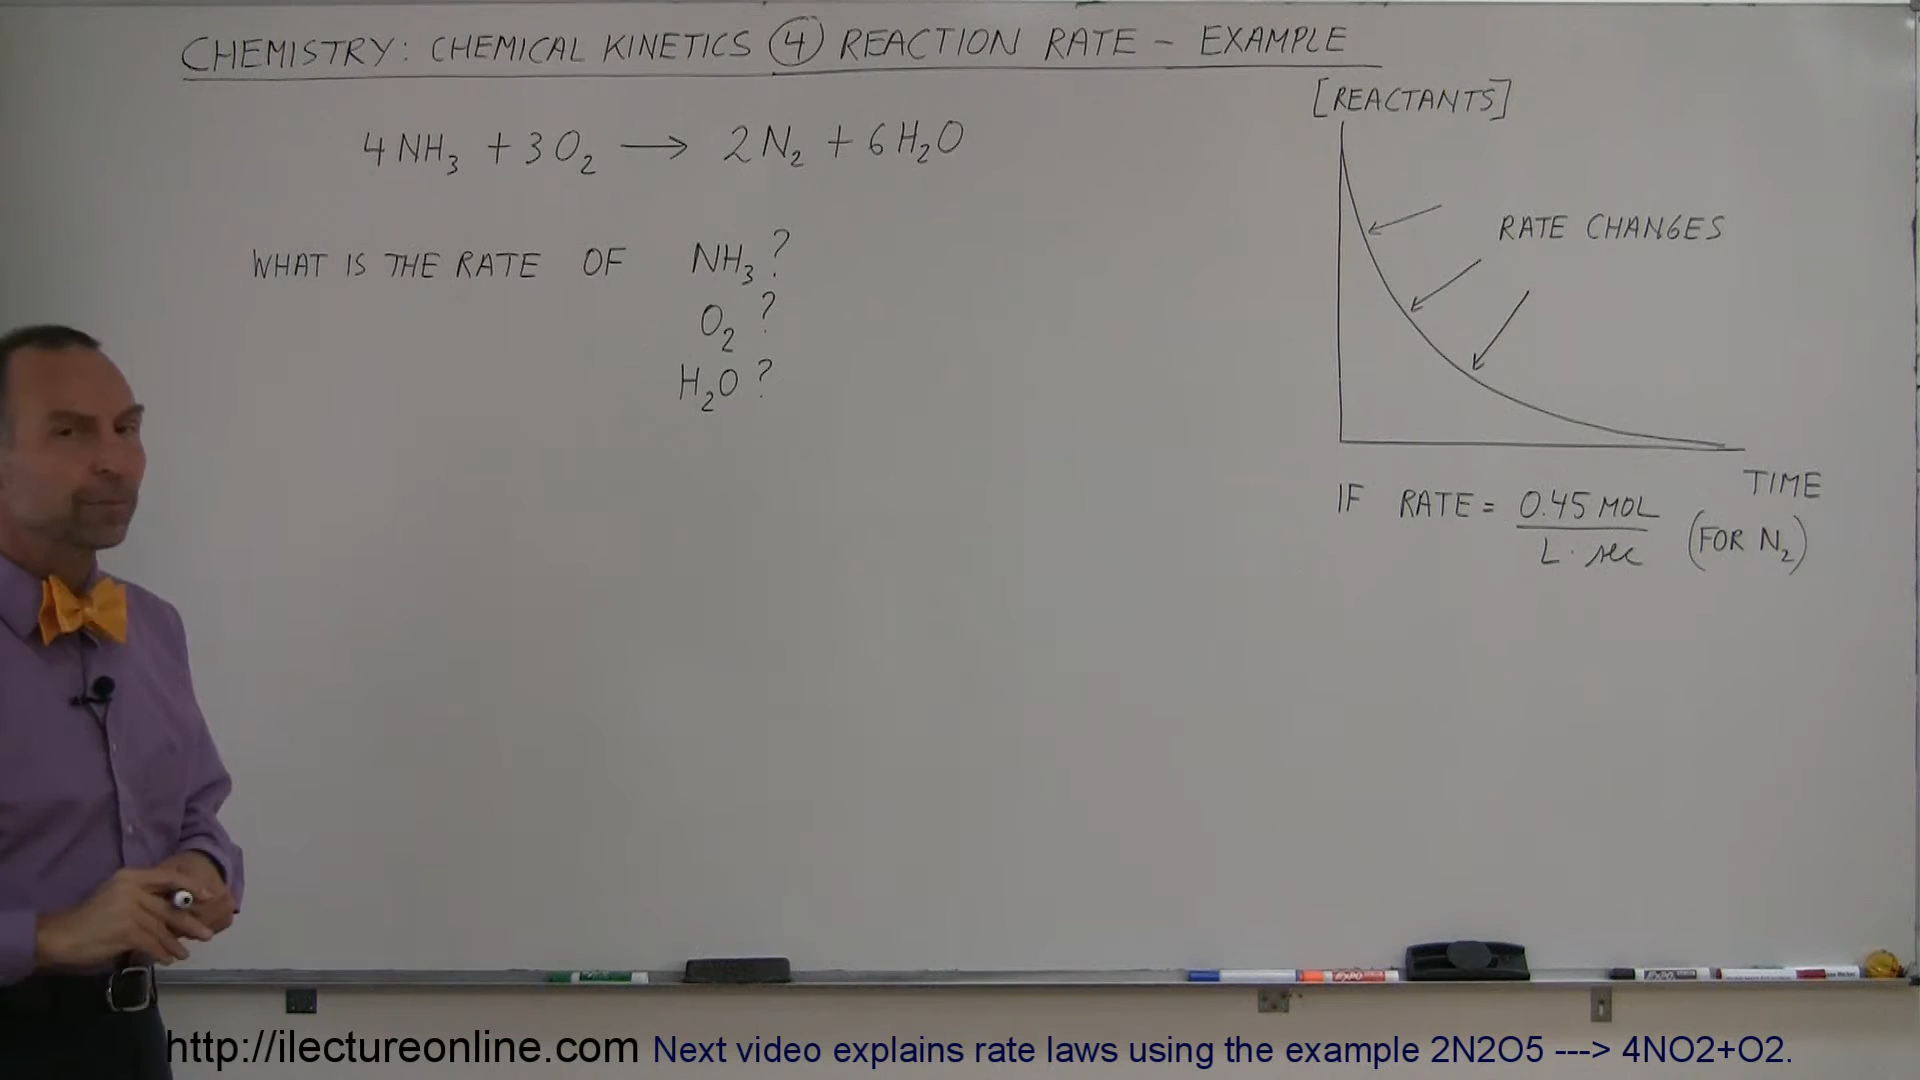 CHEMISTRY: CHEMICAL KINETICS 4 REACTION RATE - EXAMPLE
4NH₃ + 3O₂ → 2N₂ + 6H₂O
WHAT IS THE RATE OF NH₃?
O₂ ?
H₂O ?
[REACTANTS]
RATE CHANGES
TIME
IF RATE = 0.45 MOL / L · sec (FOR N₂)
http://ilectureonline.com Next video explains rate laws using the example 2N2O5 ---> 4NO2+O2.